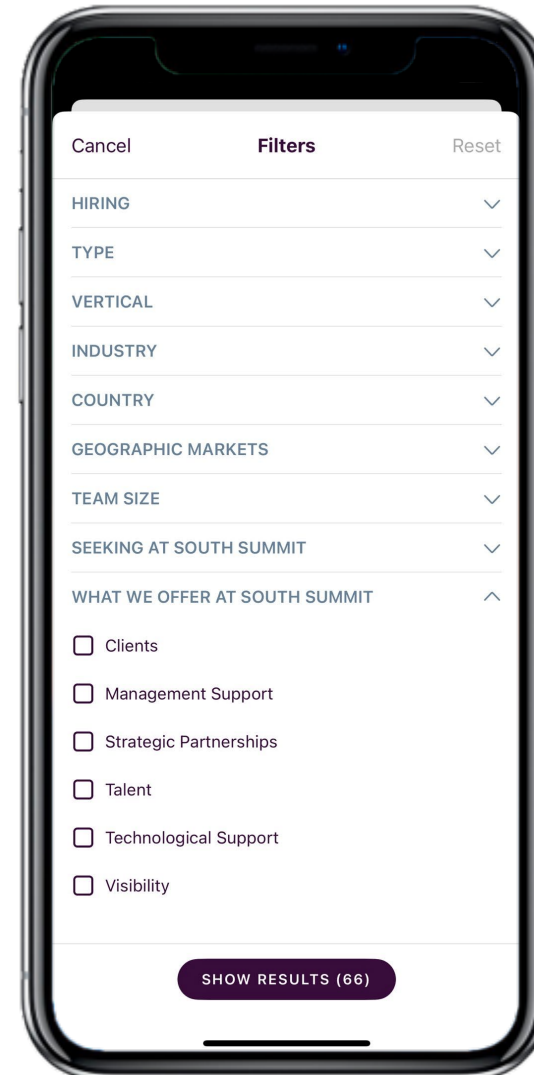 Cancel Filters Reset
HIRING
TYPE
VERTICAL
INDUSTRY
COUNTRY
GEOGRAPHIC MARKETS
TEAM SIZE
SEEKING AT SOUTH SUMMIT
WHAT WE OFFER AT SOUTH SUMMIT
Clients
Management Support
Strategic Partnerships
Talent
Technological Support
Visibility
SHOW RESULTS (66)